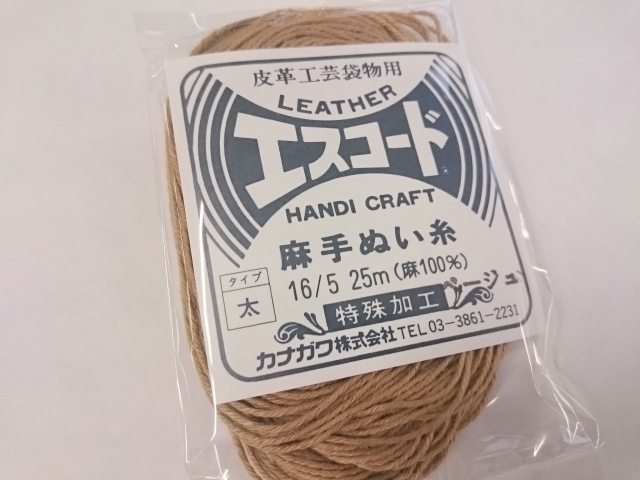 皮革工芸袋物用
LEATHER
エスコード
HANDI CRAFT
麻手ぬい糸
タイプ
太
16/5 25m(麻100%)
特殊加工 ベージュ
カナガワ株式会社 TEL 03-3861-2231